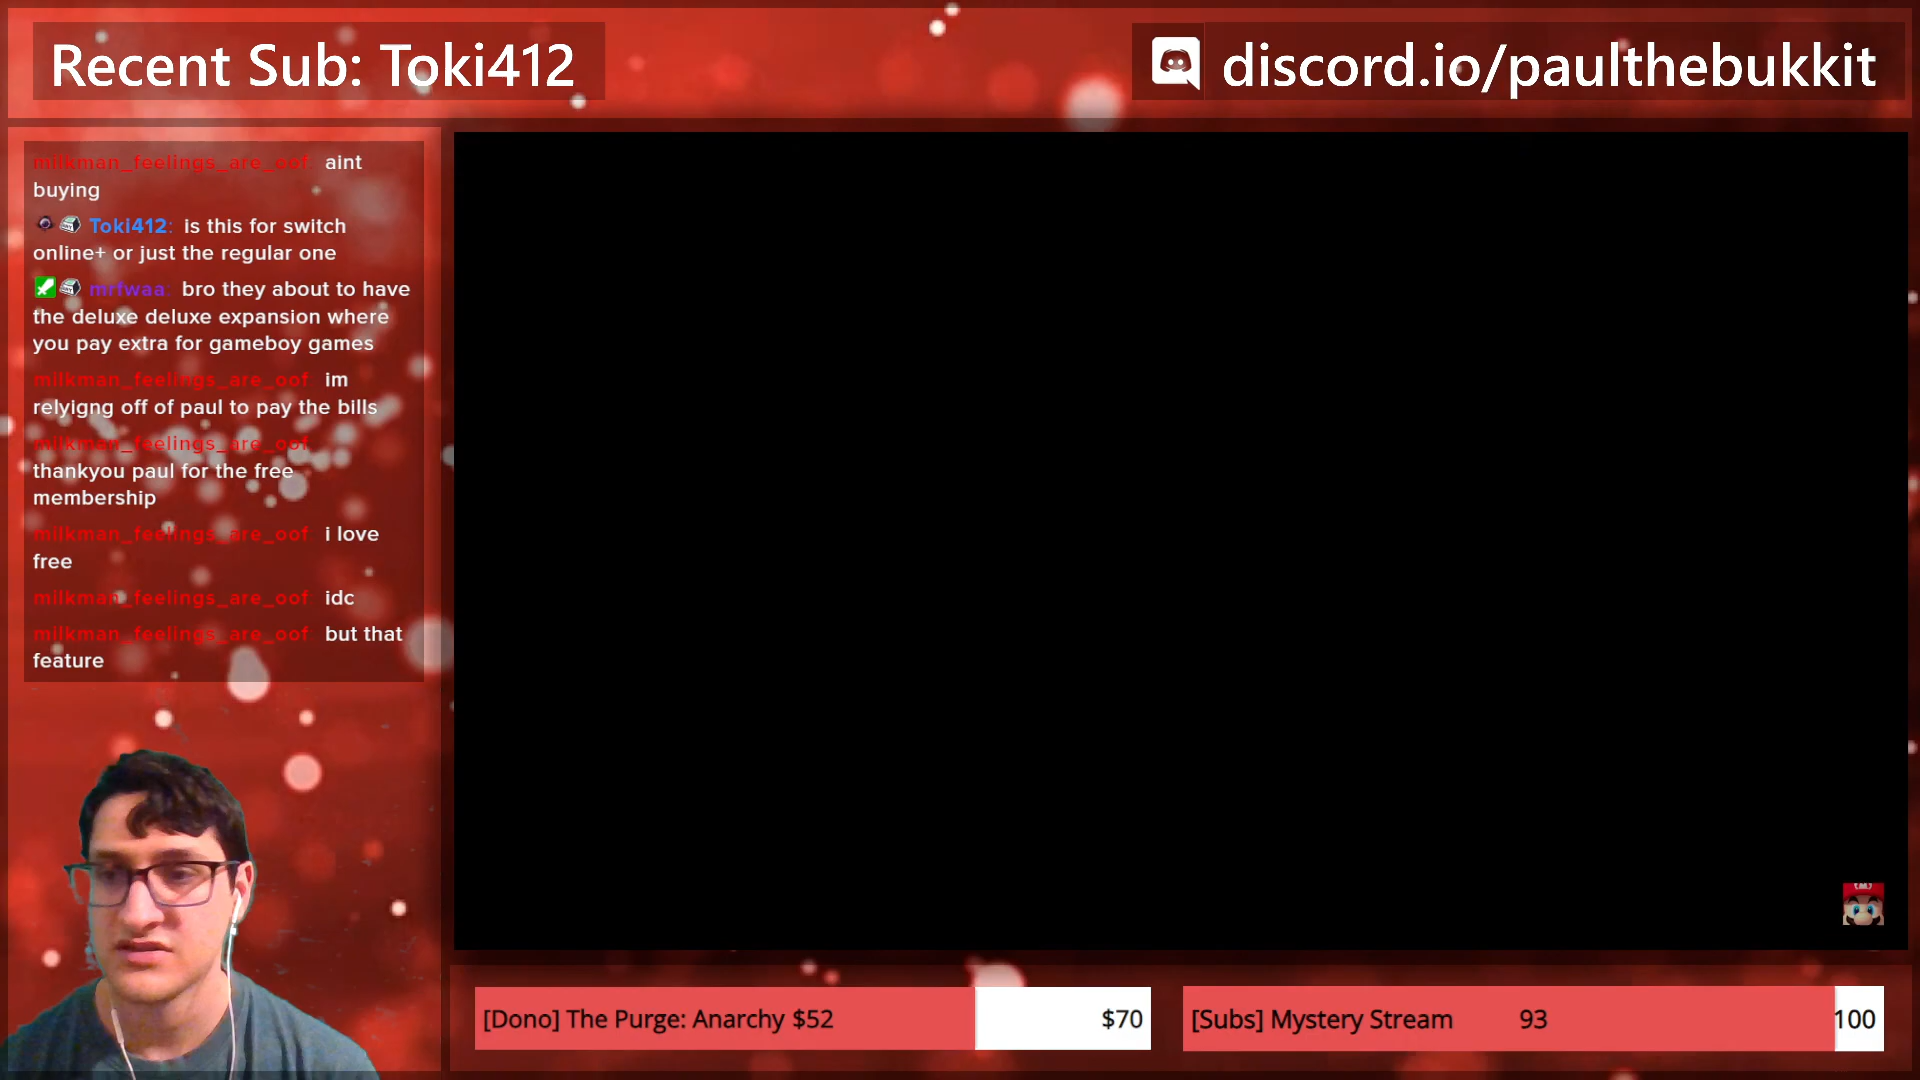 Recent Sub: Toki412
discord.io/paulthebukkit
milkman_feelings_are_oof: aint
buying
Toki412: is this for switch
online+ or just the regular one
mrfwaa: bro they about to have
the deluxe deluxe expansion where
you pay extra for gameboy games
milkman_feelings_are_oof: im
relyigng off of paul to pay the bills
milkman_feelings_are_oof:
thankyou paul for the free
membership
milkman_feelings_are_oof: i love
free
milkman_feelings_are_oof: idc
milkman_feelings_are_oof: but that
feature
[Dono] The Purge: Anarchy $52 $70
[Subs] Mystery Stream 93 100